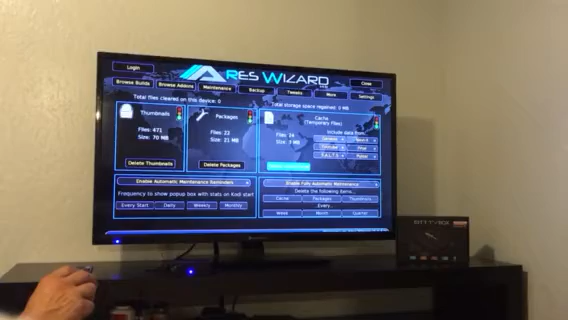 Login
ARES WIZARD
Close
Browse Builds
Browse Addons
Maintenance
Backup
Tweaks
More
Settings
Total files cleared on this device: 0
Total storage space regained: 0 MB
Thumbnails
Files: 471
Size: 70 MB
Delete Thumbnails
Packages
Files: 22
Size: 21 MB
Delete Packages
Cache
(Temporary Files)
Files: 24
Include data from...
Enable Automatic Maintenance Reminders
Frequency to show popup box with stats on Kodi start
Every Start
Daily
Weekly
Monthly
Enable Fully Automatic Maintenance
Delete the following items...
Cache
Packages
Thumbnails
Every...
Week
Month
Quarter